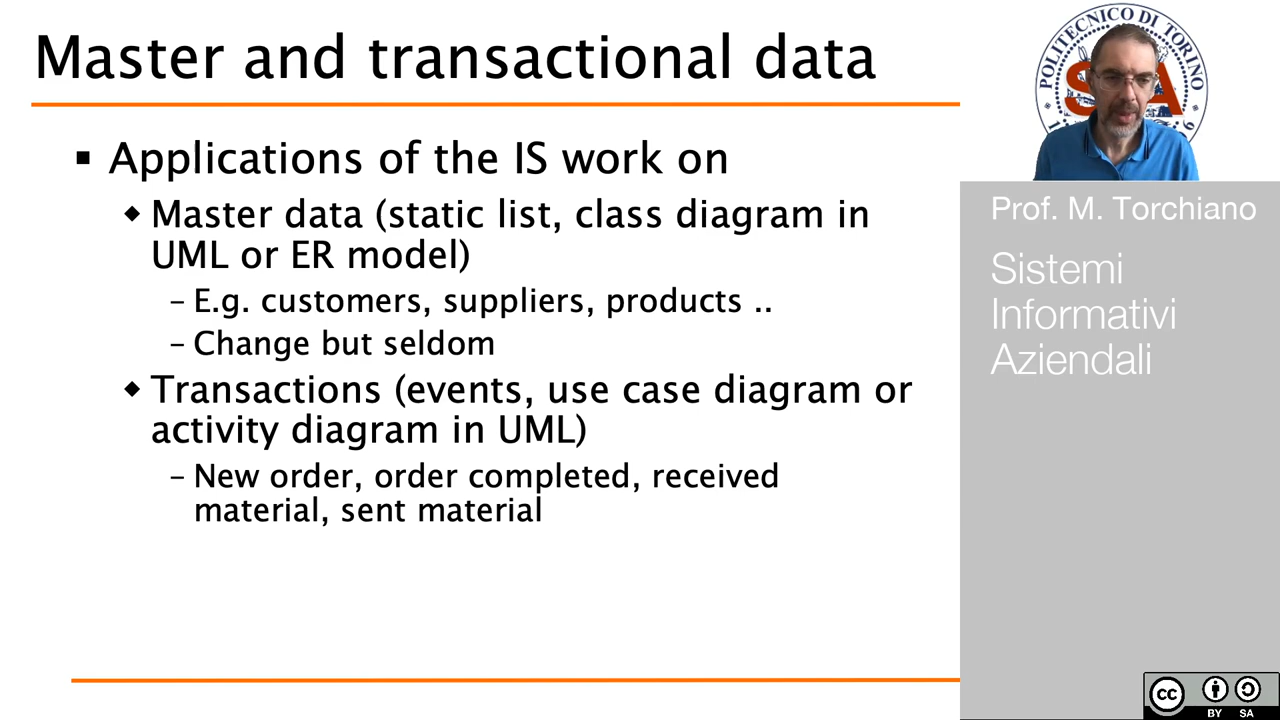 Master and transactional data
▪ Applications of the IS work on
◆ Master data (static list, class diagram in
UML or ER model)
– E.g. customers, suppliers, products ..
– Change but seldom
◆ Transactions (events, use case diagram or
activity diagram in UML)
– New order, order completed, received
material, sent material
POLITECNICO DI TORINO
Prof. M. Torchiano
Sistemi
Informativi
Aziendali
cc
BY SA